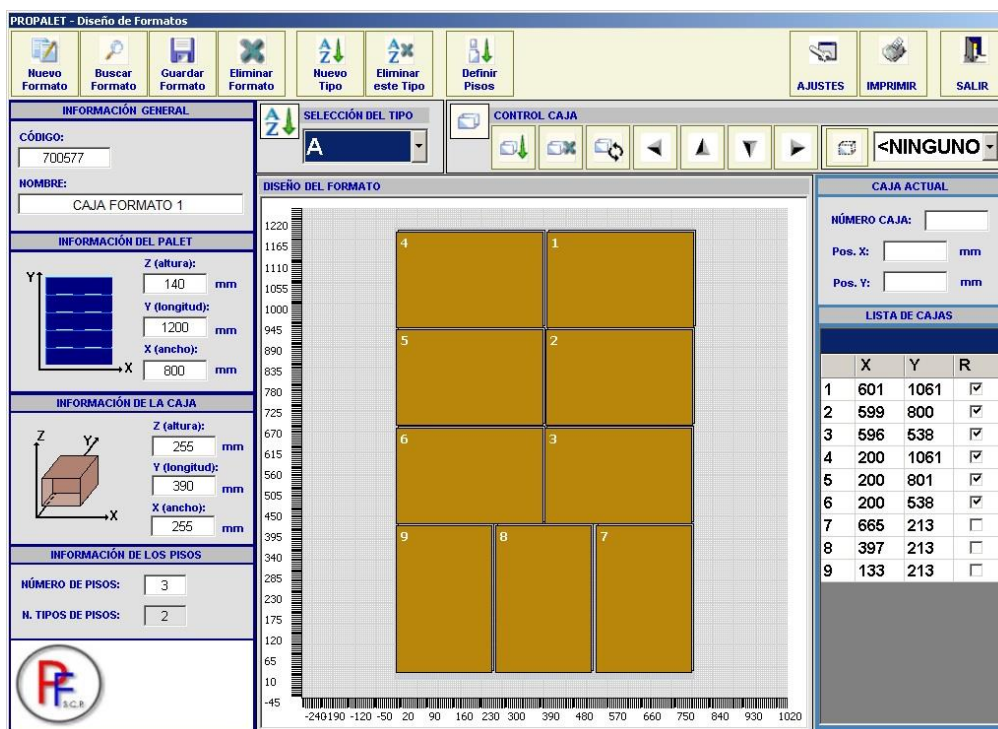 PROPALET - Diseño de Formatos
Nuevo Formato
Buscar Formato
Guardar Formato
Eliminar Formato
Nuevo Tipo
Eliminar este Tipo
Definir Pisos
AJUSTES
IMPRIMIR
SALIR
INFORMACIÓN GENERAL
CÓDIGO:
700577
NOMBRE:
CAJA FORMATO 1
INFORMACIÓN DEL PALET
Y
X
Z (altura):
140 mm
Y (longitud):
1200 mm
X (ancho):
800 mm
INFORMACIÓN DE LA CAJA
Z
Y
X
Z (altura):
255 mm
Y (longitud):
390 mm
X (ancho):
255 mm
INFORMACIÓN DE LOS PISOS
NÚMERO DE PISOS: 3
N. TIPOS DE PISOS: 2
PF
S.C.P.
SELECCIÓN DEL TIPO
A
CONTROL CAJA
<NINGUNO
DISEÑO DEL FORMATO
1220
1165
1110
1055
1000
945
890
835
780
725
670
615
560
505
450
395
340
285
230
175
120
65
10
-45
4 1
5 2
6 3
9 8 7
-240 -190 -120 -50 20 90 160 230 300 390 480 570 660 750 840 930 1020
CAJA ACTUAL
NÚMERO CAJA:
Pos. X: mm
Pos. Y: mm
LISTA DE CAJAS
X Y R
1 601 1061
2 599 800
3 596 538
4 200 1061
5 200 801
6 200 538
7 665 213
8 397 213
9 133 213